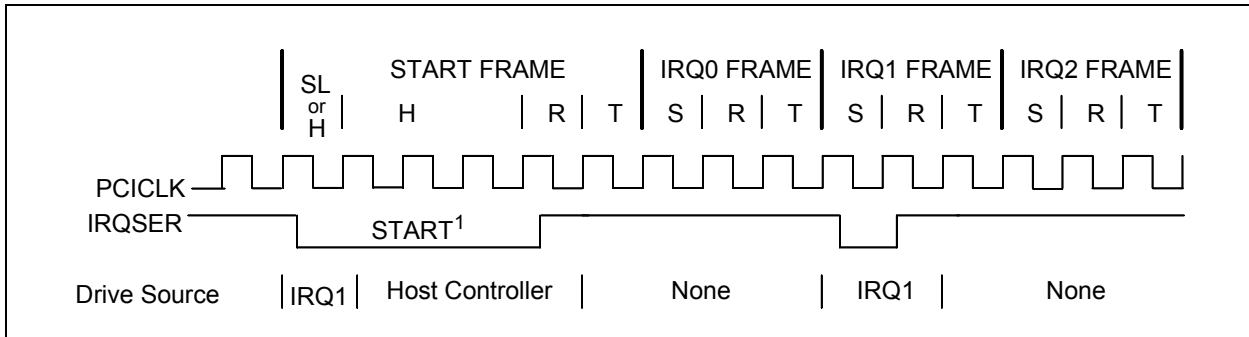 START FRAME IRQ0 FRAME IRQ1 FRAME IRQ2 FRAME
SL
or
H
H R T S R T S R T S R T
PCICLK
IRQSER
START1
Drive Source IRQ1 Host Controller None IRQ1 None